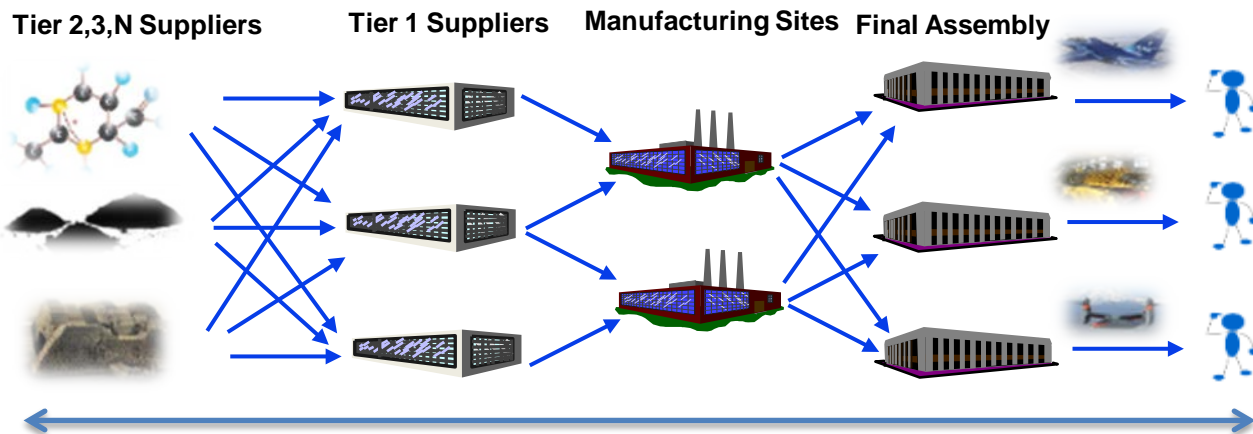 Tier 2,3,N Suppliers
Tier 1 Suppliers
Manufacturing Sites
Final Assembly